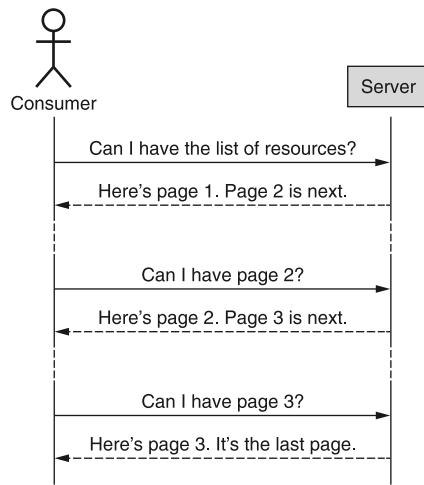 Consumer
Server
Can I have the list of resources?
Here’s page 1. Page 2 is next.
Can I have page 2?
Here’s page 2. Page 3 is next.
Can I have page 3?
Here’s page 3. It’s the last page.